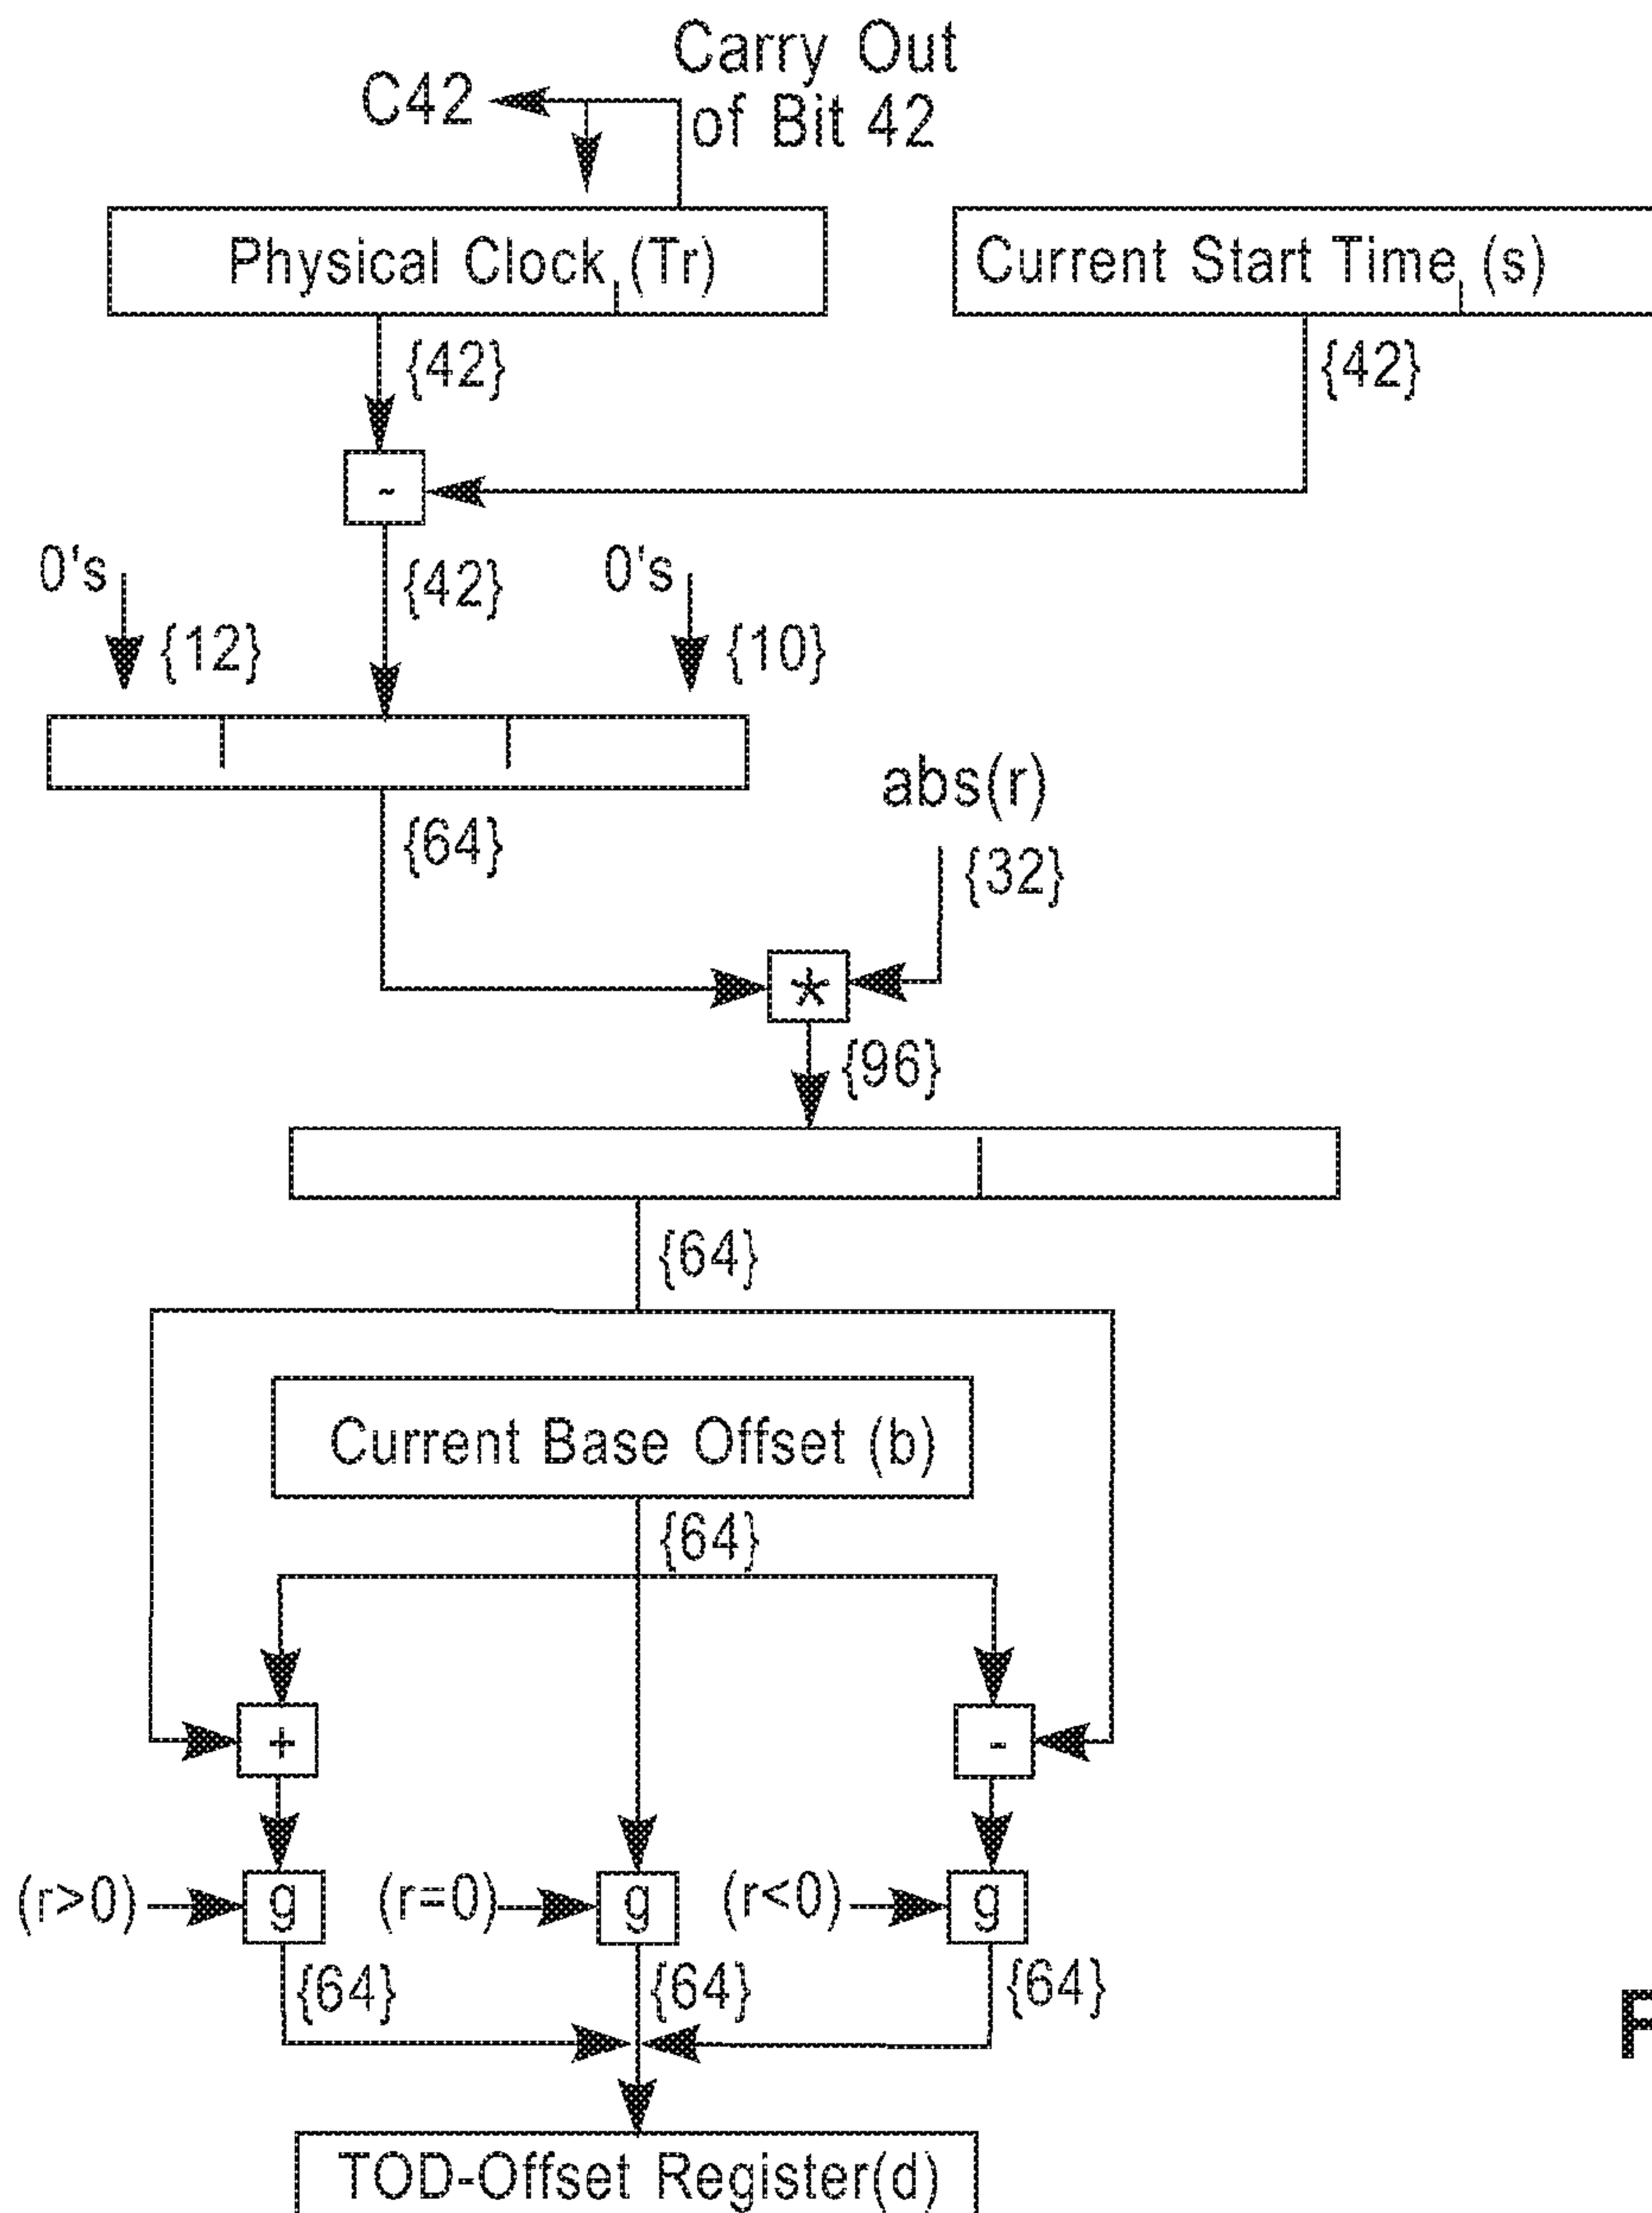 Carry Out
of Bit 42
C42
Physical Clock (Tr)
Current Start Time (s)
{42}
{42}
-
0's
{12}
{42}
0's
{10}
{64}
abs(r)
{32}
*
{96}
{64}
Current Base Offset (b)
{64}
+
-
(r>0)
g
(r=0)
g
(r<0)
g
{64}
{64}
{64}
F
TOD-Offset Register(d)